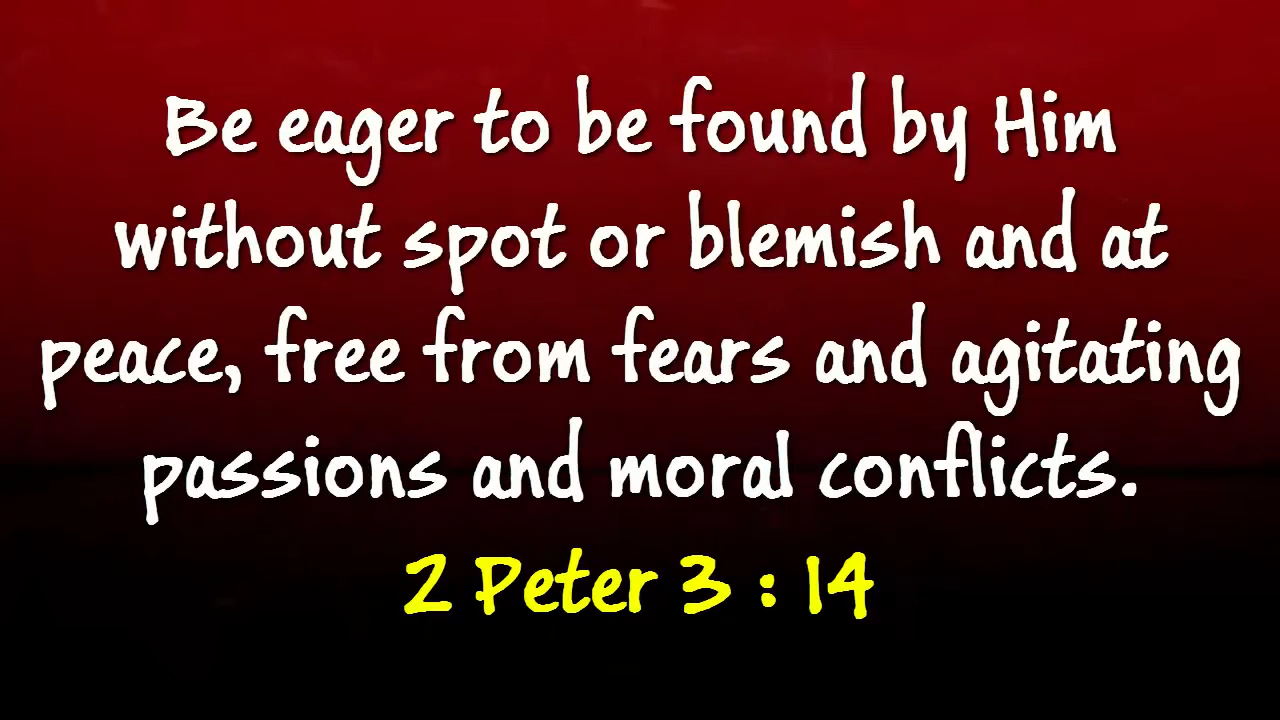 Be eager to be found by Him
without spot or blemish and at
peace, free from fears and agitating
passions and moral conflicts.
2 Peter 3 : 14